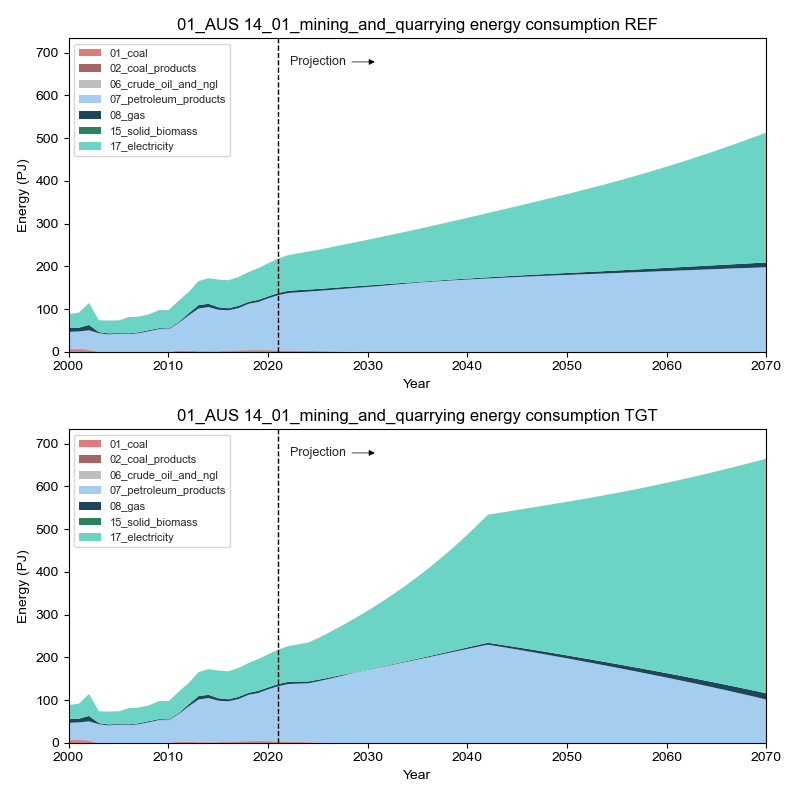 01_AUS 14_01_mining_and_quarrying energy consumption REF
700
600
500
400
300
200
100
0
Energy (PJ)
01_coal
02_coal_products
06_crude_oil_and_ngl
07_petroleum_products
08_gas
15_solid_biomass
17_electricity
Projection
2000 2010 2020 2030 2040 2050 2060 2070
Year
01_AUS 14_01_mining_and_quarrying energy consumption TGT
700
600
500
400
300
200
100
0
Energy (PJ)
01_coal
02_coal_products
06_crude_oil_and_ngl
07_petroleum_products
08_gas
15_solid_biomass
17_electricity
Projection
2000 2010 2020 2030 2040 2050 2060 2070
Year